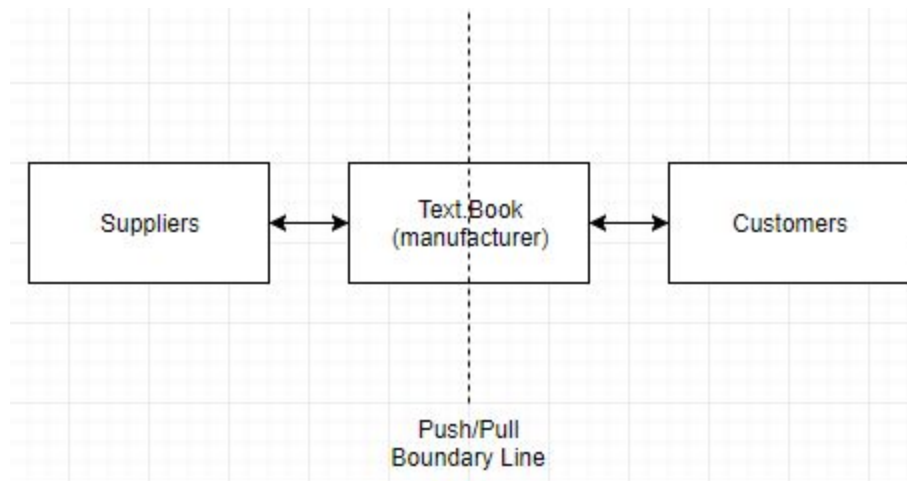 Suppliers
Text.Book
(manufacturer)
Customers
Push/Pull
Boundary Line